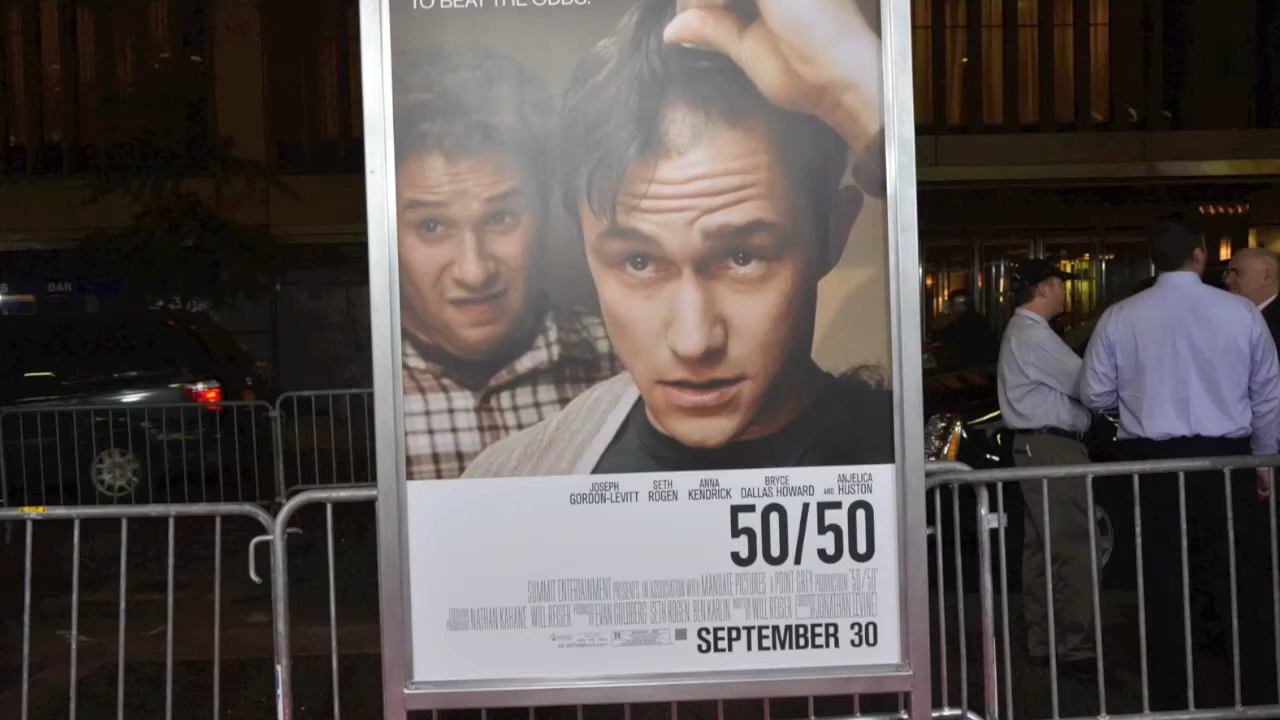 TO BEAT THE ODDS.
BAR
JOSEPH SETH ANNA BRYCE ANJELICA
GORDON-LEVITT ROGEN KENDRICK DALLAS HOWARD AND HUSTON
50/50
SUMMIT ENTERTAINMENT PRESENTS IN ASSOCIATION WITH MANDATE PICTURES A POINT GREY PRODUCTION "50/50"
NATHAN KAHANE WILL REISER EVAN GOLDBERG SETH ROGEN BEN KARLIN WILL REISER JONATHAN LEVINE
R
SEPTEMBER 30